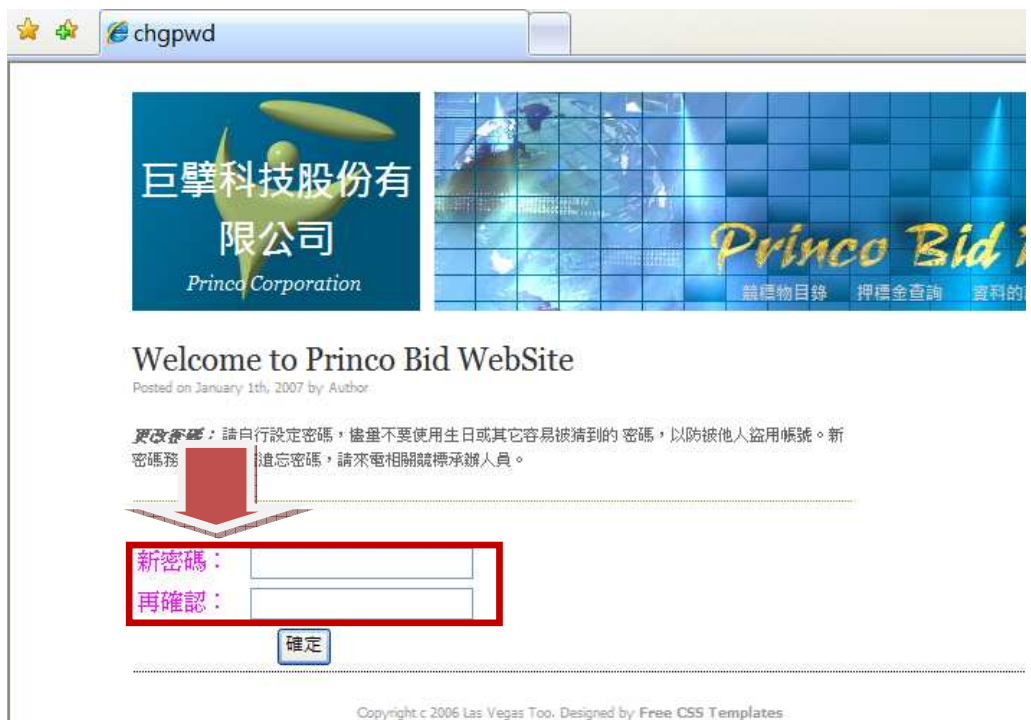 chgpwd
巨擘科技股份有
限公司
Princo Corporation
Princo Bid
競標物目錄 押標金查詢 資料的
Welcome to Princo Bid WebSite
Posted on January 1th, 2007 by Author
更改密碼：請自行設定密碼，儘量不要使用生日或其它容易被猜到的 密碼，以防被他人盜用帳號。新
密碼務 遺忘密碼，請來電相關競標承辦人員。
新密碼：
再確認：
確定
Copyright c 2006 Las Vegas Too. Designed by Free CSS Templates